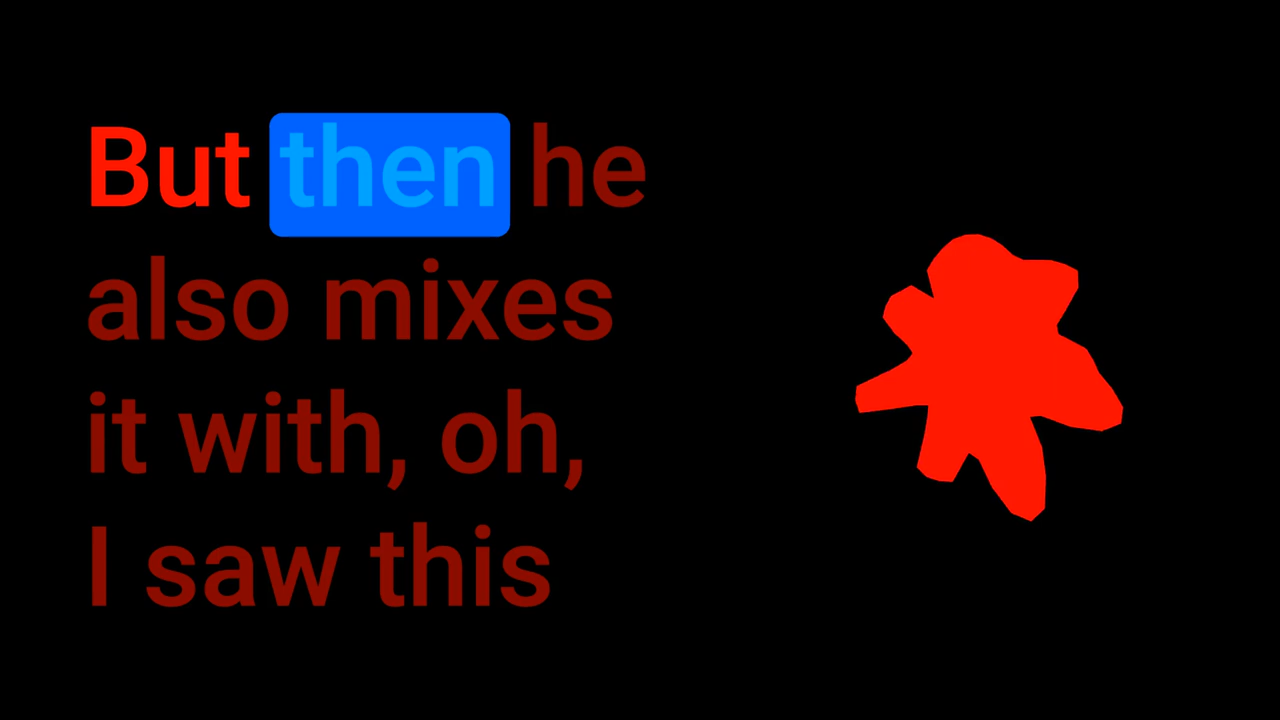 But then he
also mixes
it with, oh,
I saw this